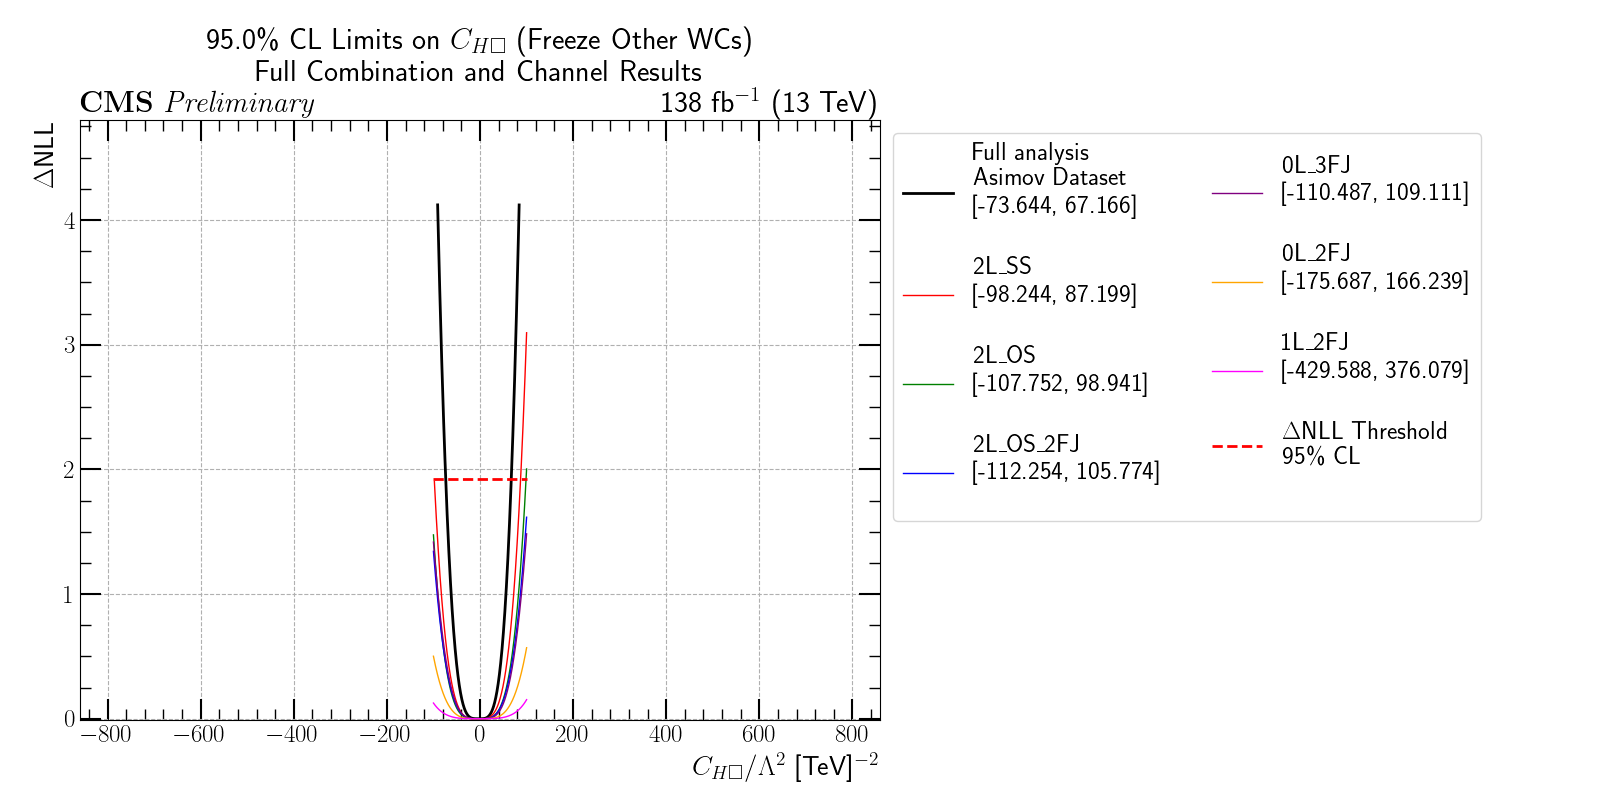 95.0% CL Limits on C_{H□} (Freeze Other WCs)
Full Combination and Channel Results
CMS Preliminary
138 fb^{-1} (13 TeV)
ΔNLL
4
3
2
1
0
−800
−600
−400
−200
0
200
400
600
800
C_{H□}/Λ^2 [TeV]^{-2}
Full analysis
Asimov Dataset
[-73.644, 67.166]
2L_SS
[-98.244, 87.199]
2L_OS
[-107.752, 98.941]
2L_OS_2FJ
[-112.254, 105.774]
0L_3FJ
[-110.487, 109.111]
0L_2FJ
[-175.687, 166.239]
1L_2FJ
[-429.588, 376.079]
ΔNLL Threshold
95% CL